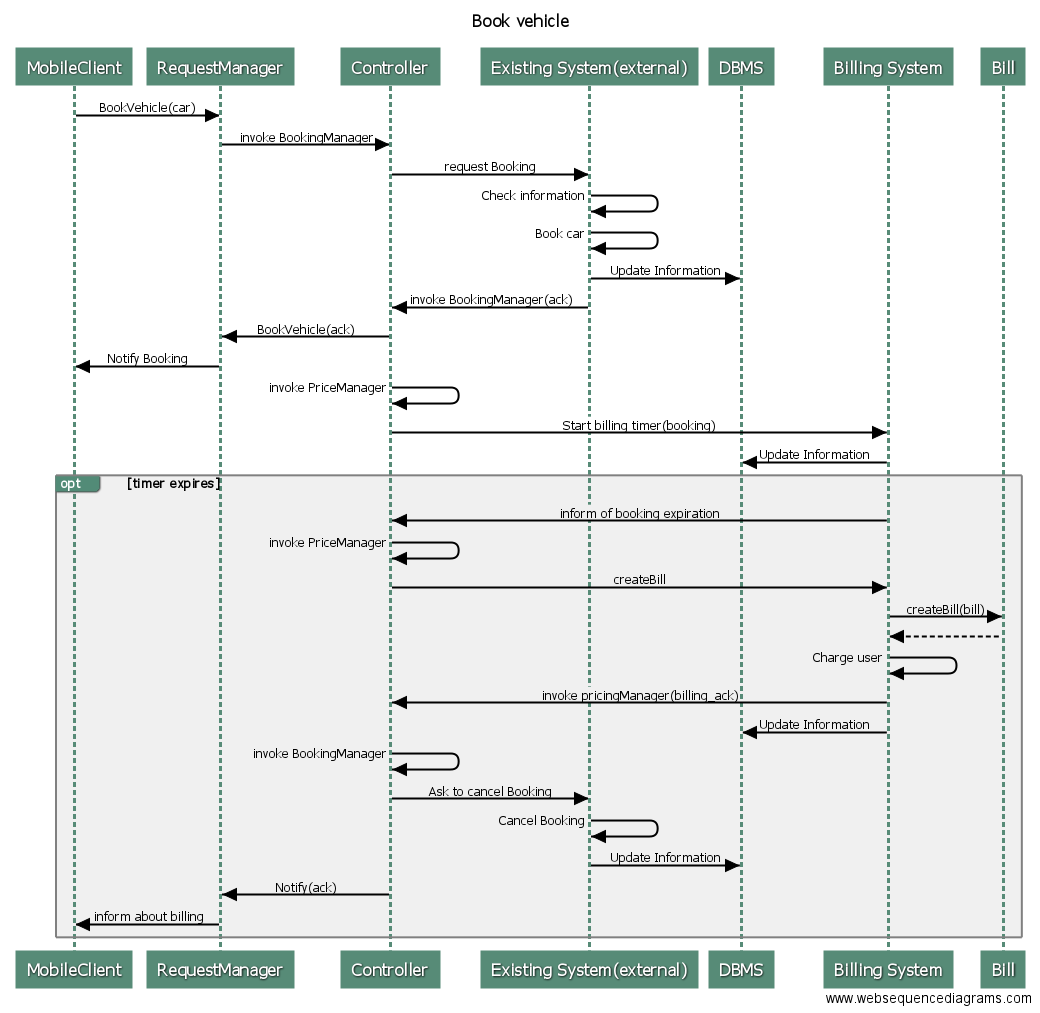 Book vehicle
MobileClient RequestManager Controller Existing System(external) DBMS Billing System Bill
BookVehicle(car)
invoke BookingManager
request Booking
Check information
Book car
Update Information
invoke BookingManager(ack)
BookVehicle(ack)
Notify Booking
invoke PriceManager
Start billing timer(booking)
Update Information
opt [timer expires]
inform of booking expiration
invoke PriceManager
createBill
createBill(bill)
Charge user
invoke pricingManager(billing_ack)
Update Information
invoke BookingManager
Ask to cancel Booking
Cancel Booking
Update Information
Notify(ack)
inform about billing
MobileClient RequestManager Controller Existing System(external) DBMS Billing System Bill
www.websequencediagrams.com